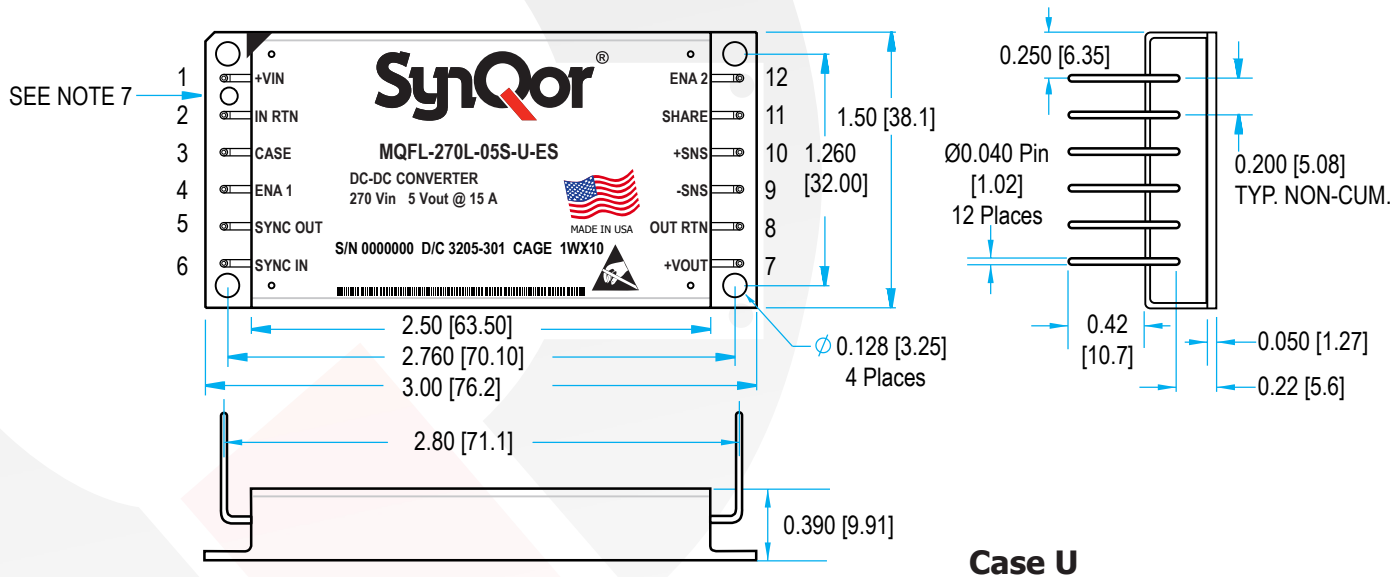 SEE NOTE 7
1
2
3
4
5
6
+VIN
IN RTN
CASE
ENA 1
SYNC OUT
SYNC IN
SynQor®
MQFL-270L-05S-U-ES
DC-DC CONVERTER
270 Vin 5 Vout @ 15 A
MADE IN USA
S/N 0000000 D/C 3205-301 CAGE 1WX10
ENA 2
SHARE
+SNS
-SNS
OUT RTN
+VOUT
12
11
10
9
8
7
1.50 [38.1]
1.260
[32.00]
2.50 [63.50]
2.760 [70.10]
3.00 [76.2]
Ø 0.128 [3.25]
4 Places
0.250 [6.35]
Ø0.040 Pin
[1.02]
12 Places
0.200 [5.08]
TYP. NON-CUM.
0.42
[10.7]
0.050 [1.27]
0.22 [5.6]
2.80 [71.1]
0.390 [9.91]
Case U